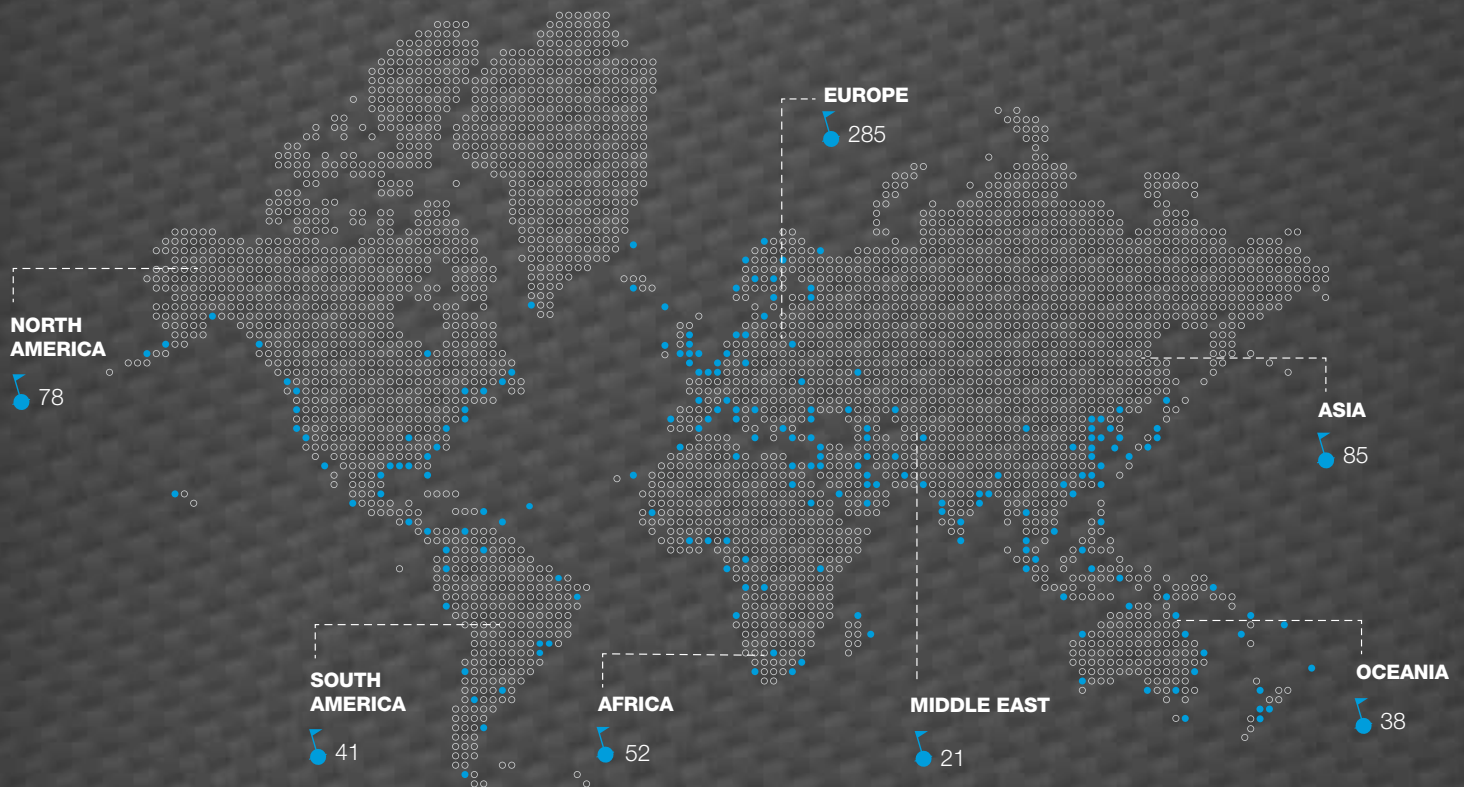 EUROPE
285
NORTH
AMERICA
78
ASIA
85
SOUTH
AMERICA
41
AFRICA
52
MIDDLE EAST
21
OCEANIA
38